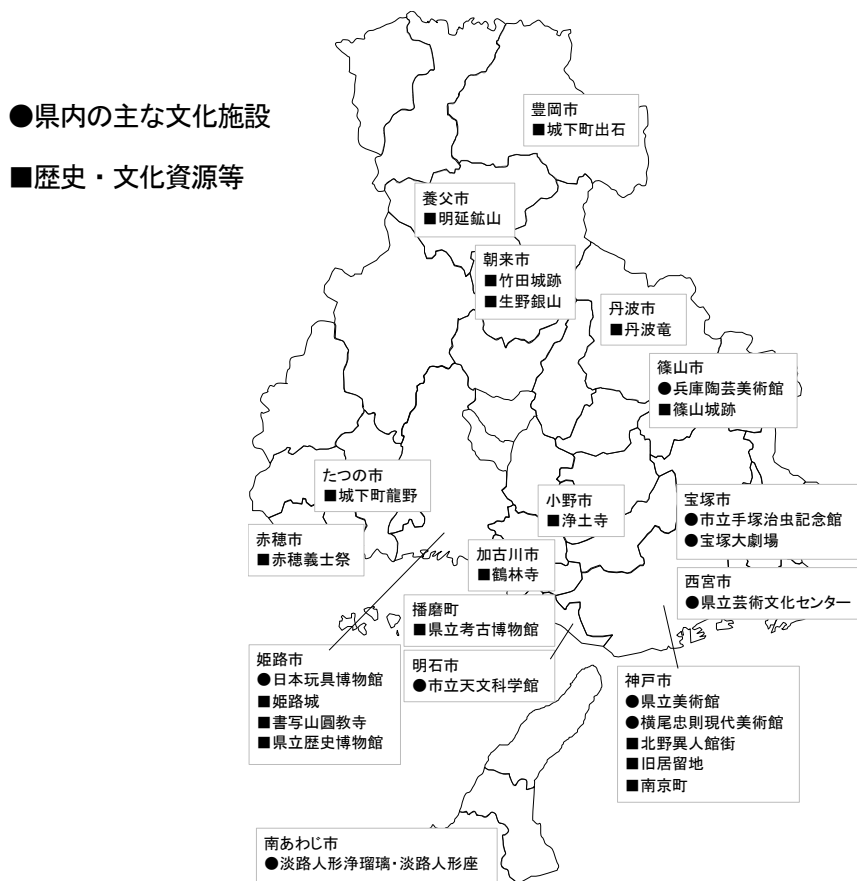 ●県内の主な文化施設
■歴史・文化資源等
豊岡市
■城下町出石
養父市
■明延鉱山
朝来市
■竹田城跡
■生野銀山
丹波市
■丹波竜
篠山市
●兵庫陶芸美術館
■篠山城跡
たつの市
■城下町龍野
小野市
■浄土寺
宝塚市
●市立手塚治虫記念館
●宝塚大劇場
赤穂市
■赤穂義士祭
加古川市
■鶴林寺
西宮市
●県立芸術文化センター
播磨町
■県立考古博物館
姫路市
●日本玩具博物館
■姫路城
■書写山圓教寺
■県立歴史博物館
明石市
●市立天文科学館
神戸市
●県立美術館
●横尾忠則現代美術館
■北野異人館街
■旧居留地
■南京町
南あわじ市
●淡路人形浄瑠璃・淡路人形座